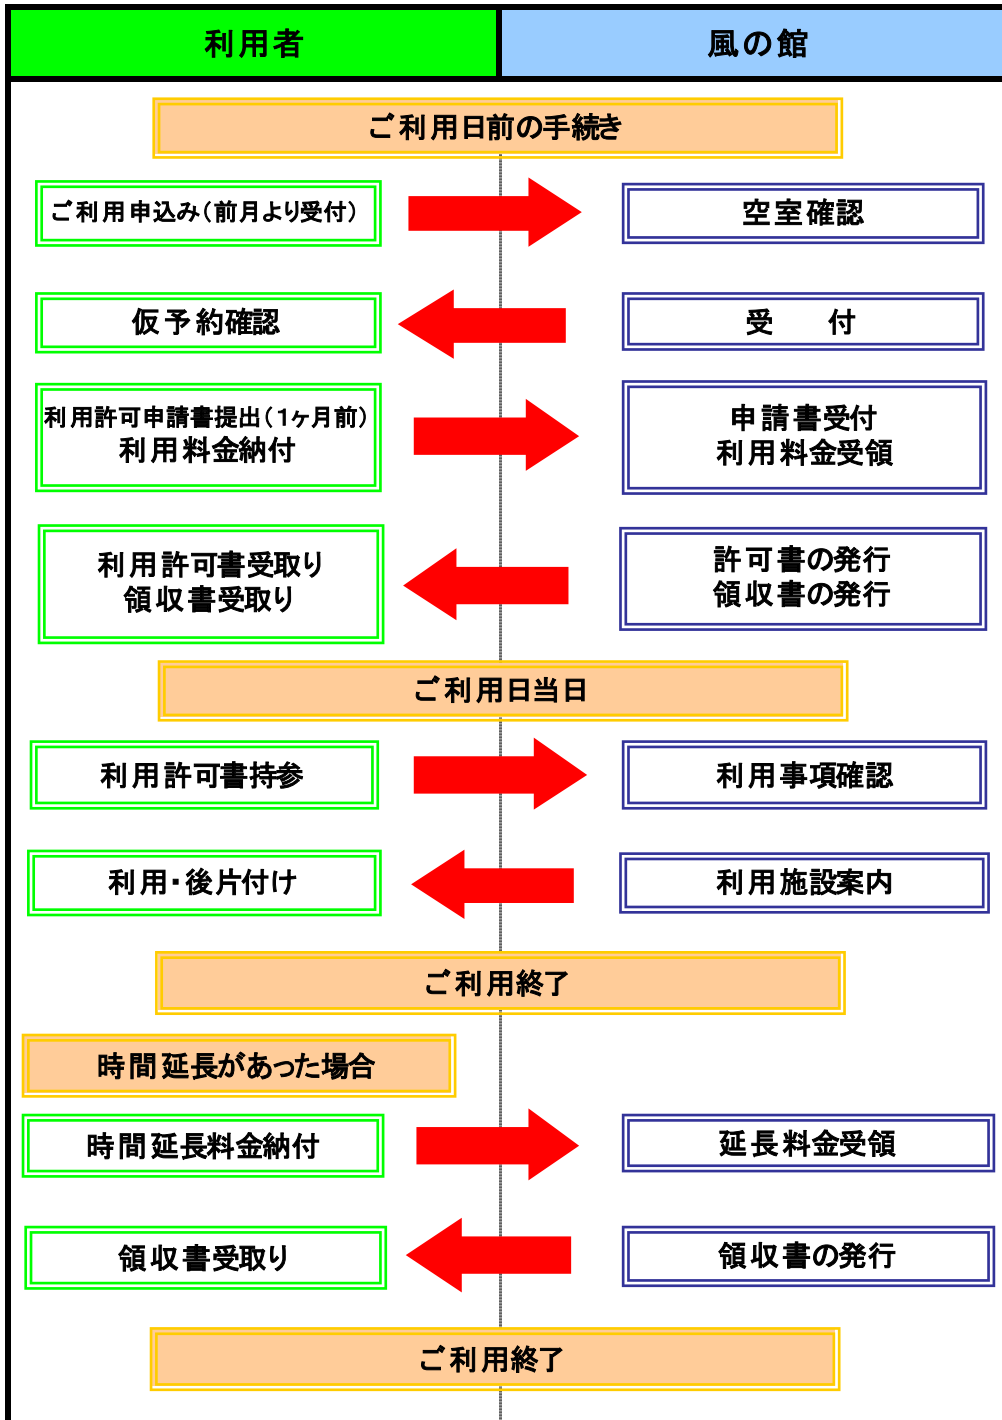 利用者
風の館
ご利用日前の手続き
ご利用申込み（前月より受付）
空室確認
仮予約確認
受　付
利用許可申請書提出（1ヶ月前）
利用料金納付
申請書受付
利用料金受領
利用許可書受取り
領収書受取り
許可書の発行
領収書の発行
ご利用日当日
利用許可書持参
利用事項確認
利用・後片付け
利用施設案内
ご利用終了
時間延長があった場合
時間延長料金納付
延長料金受領
領収書受取り
領収書の発行
ご利用終了